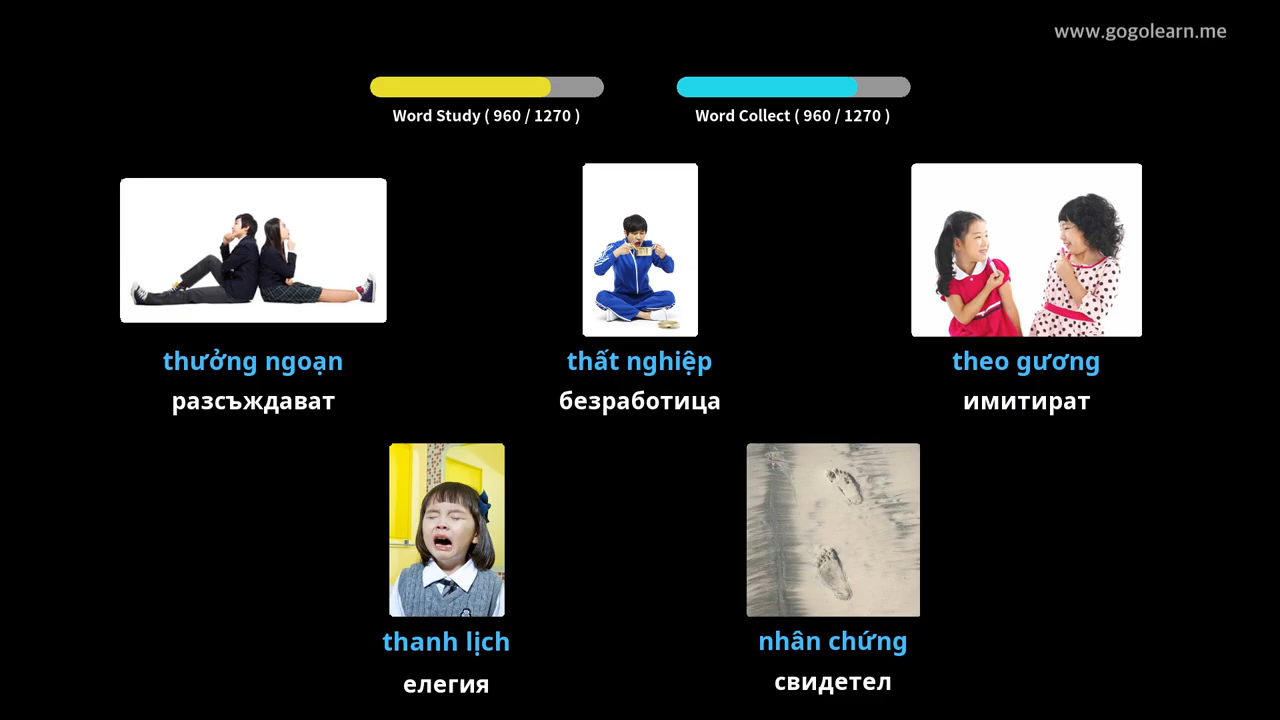 www.gogolearn.me
Word Study ( 960 / 1270 )
Word Collect ( 960 / 1270 )
thưởng ngoạn
разсъждават
thất nghiệp
безработица
theo gương
имитират
thanh lịch
елегия
nhân chứng
свидетел